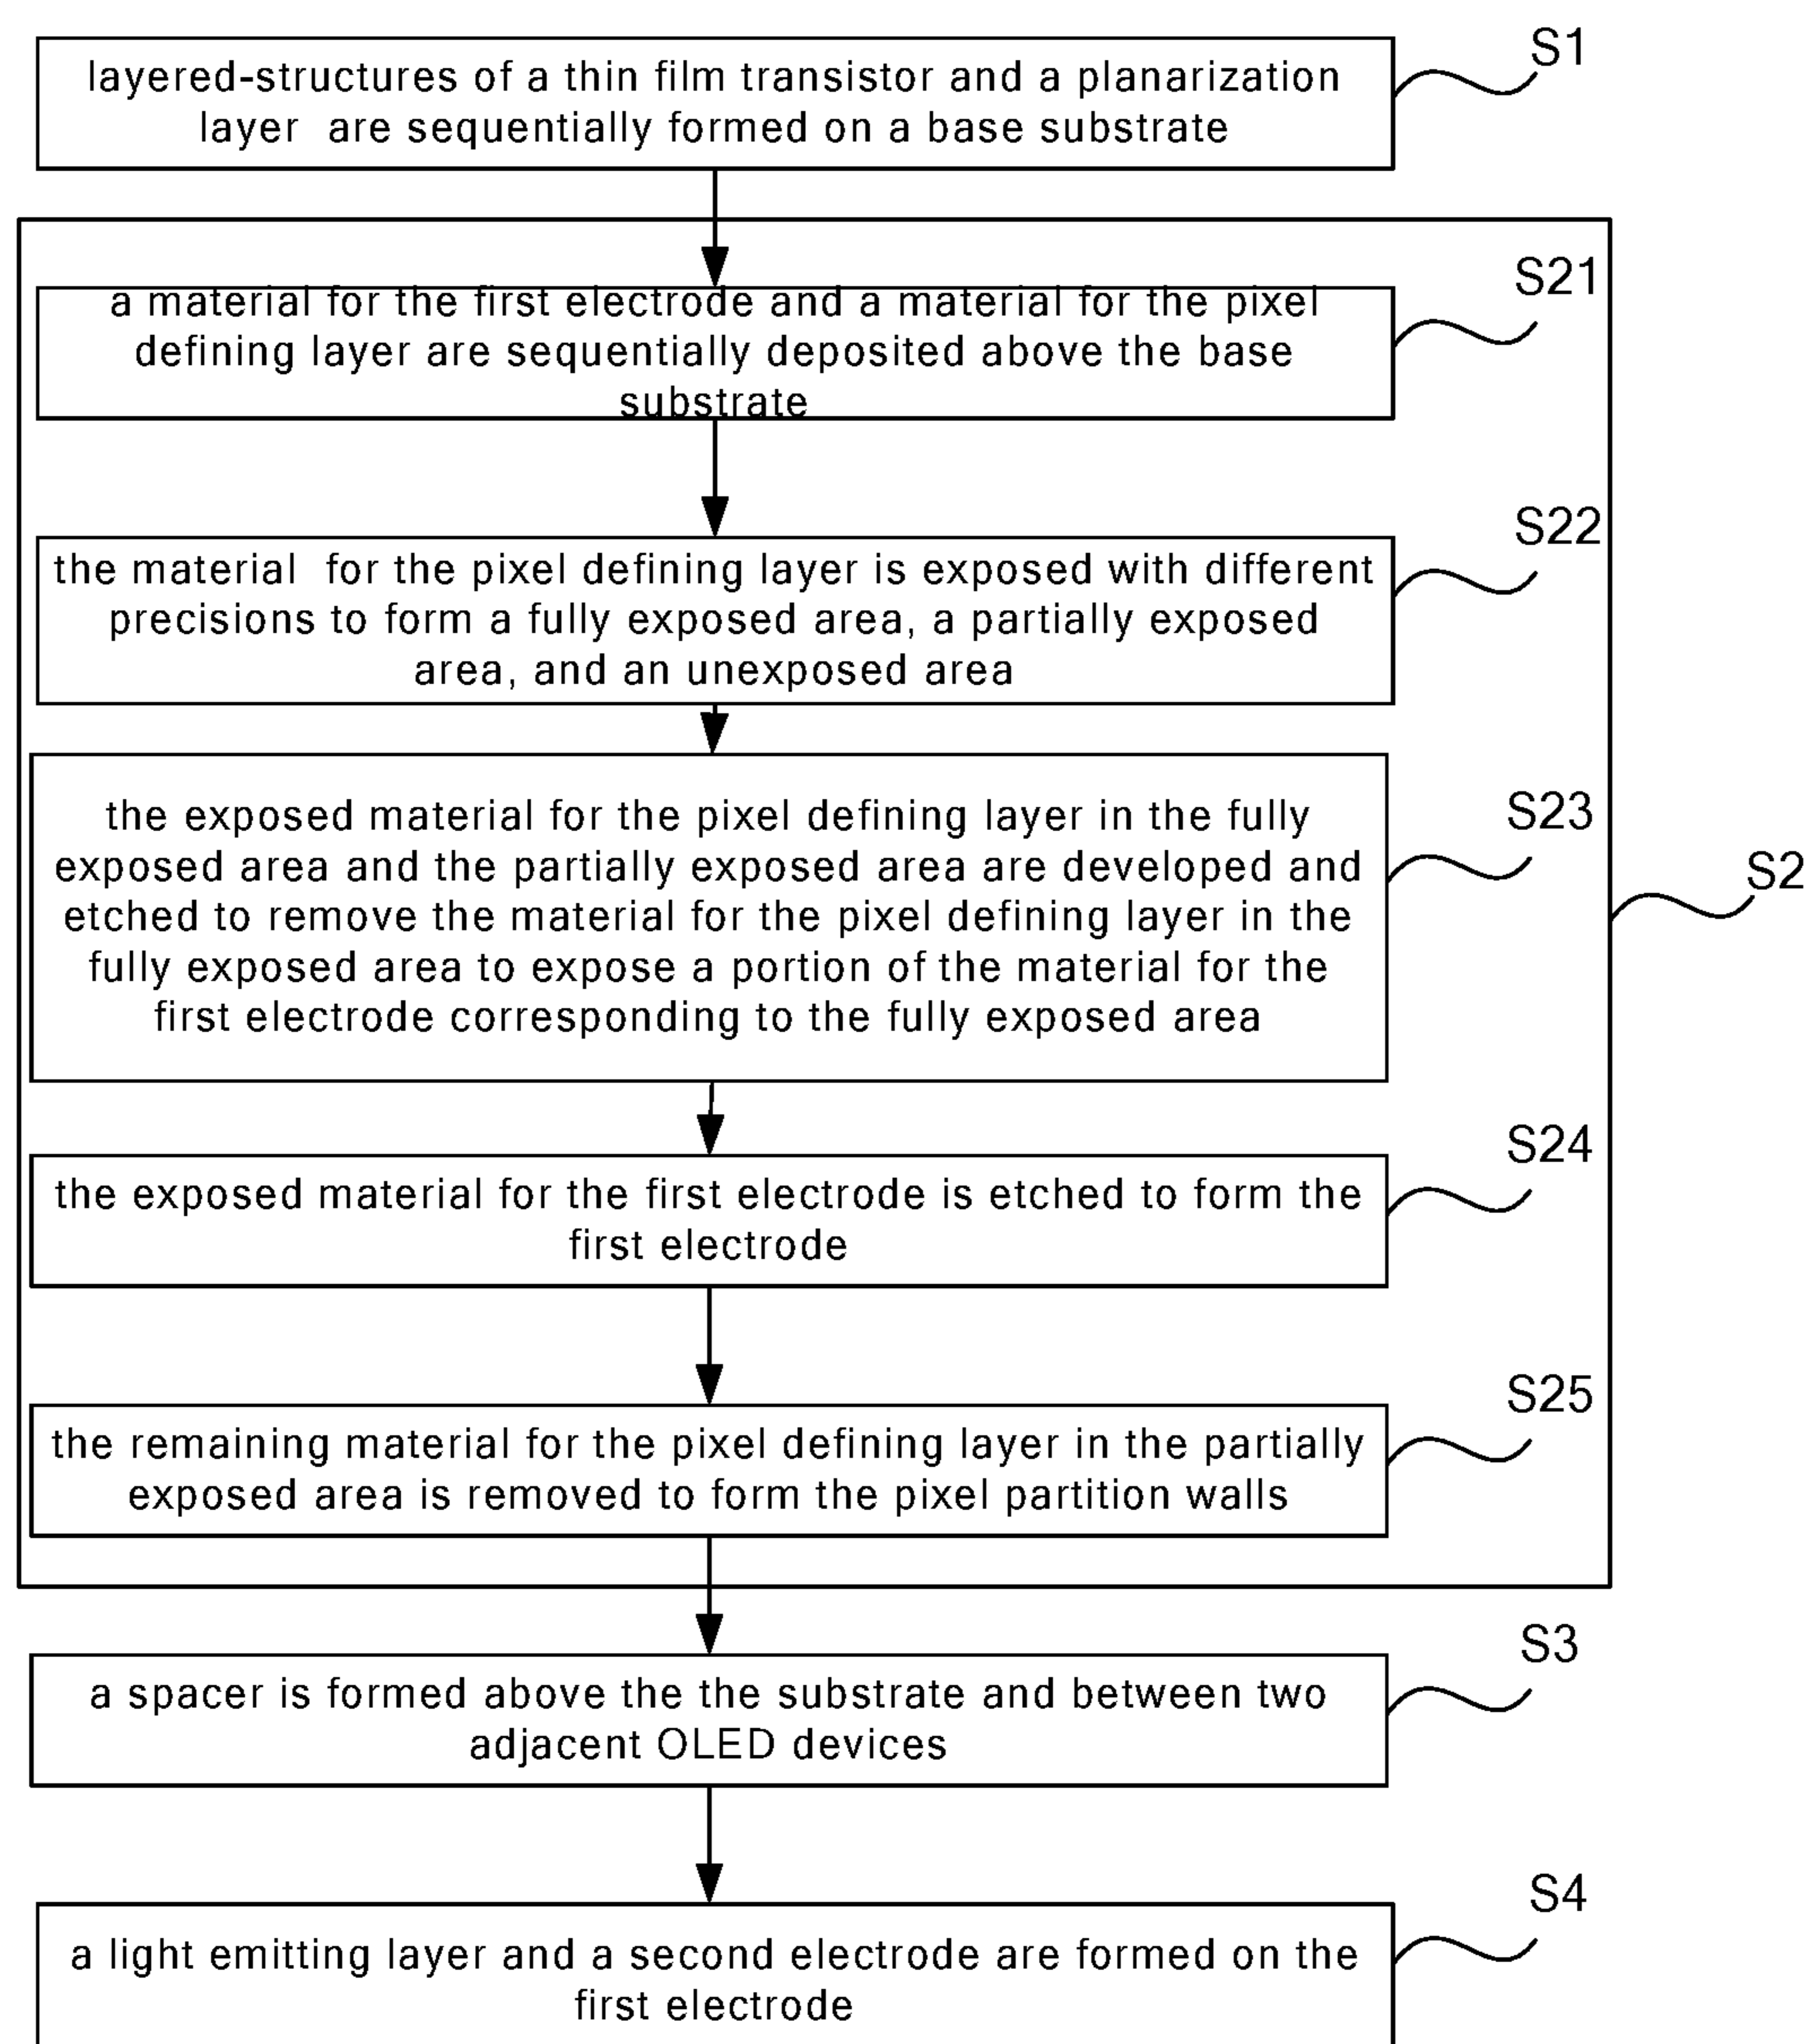 S1
layered-structures of a thin film transistor and a planarization
layer are sequentially formed on a base substrate
S21
a material for the first electrode and a material for the pixel
defining layer are sequentially deposited above the base
substrate
S22
the material for the pixel defining layer is exposed with different
precisions to form a fully exposed area, a partially exposed
area, and an unexposed area
S23
the exposed material for the pixel defining layer in the fully
exposed area and the partially exposed area are developed and
etched to remove the material for the pixel defining layer in the
fully exposed area to expose a portion of the material for the
first electrode corresponding to the fully exposed area
S2
S24
the exposed material for the first electrode is etched to form the
first electrode
S25
the remaining material for the pixel defining layer in the partially
exposed area is removed to form the pixel partition walls
S3
a spacer is formed above the the substrate and between two
adjacent OLED devices
S4
a light emitting layer and a second electrode are formed on the
first electrode